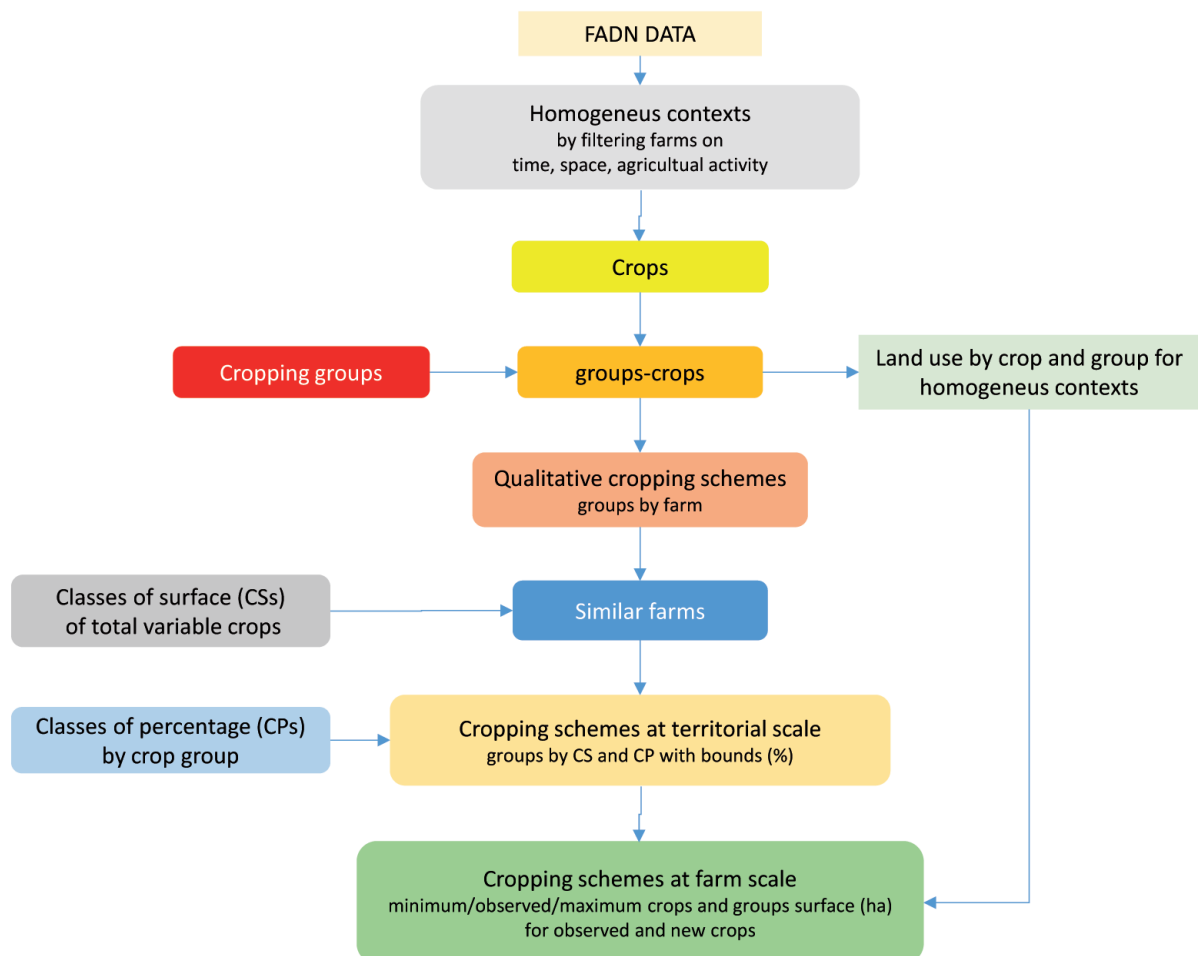 FADN DATA
Homogeneus contexts
by filtering farms on
time, space, agricultual activity
Crops
Cropping groups
groups-crops
Land use by crop and group for
homogeneus contexts
Qualitative cropping schemes
groups by farm
Classes of surface (CSs)
of total variable crops
Similar farms
Classes of percentage (CPs)
by crop group
Cropping schemes at territorial scale
groups by CS and CP with bounds (%)
Cropping schemes at farm scale
minimum/observed/maximum crops and groups surface (ha)
for observed and new crops